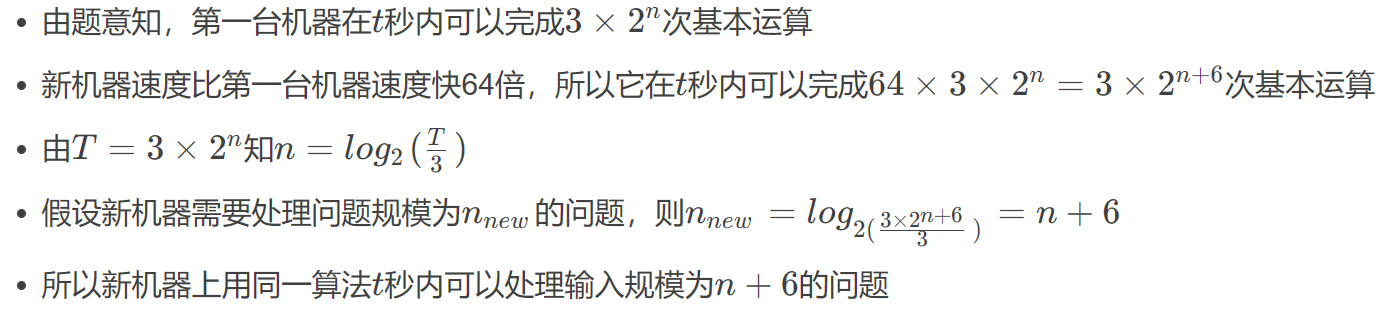 • 由题意知，第一台机器在$t$秒内可以完成$3 \times 2^n$次基本运算
• 新机器速度比第一台机器速度快64倍，所以它在$t$秒内可以完成$64 \times 3 \times 2^n = 3 \times 2^{n+6}$次基本运算
• 由$T = 3 \times 2^n$知$n = log_2(\frac{T}{3})$
• 假设新机器需要处理问题规模为$n_{new}$的问题，则$n_{new} = log_{2(\frac{3 \times 2^{n+6}}{3})} = n + 6$
• 所以新机器上用同一算法$t$秒内可以处理输入规模为$n + 6$的问题